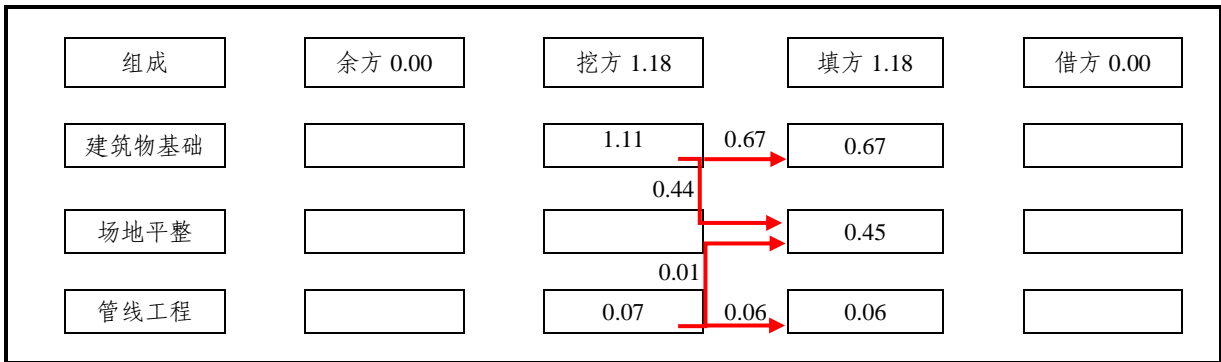 组成 余方 0.00 挖方 1.18 填方 1.18 借方 0.00
建筑物基础 1.11 0.67 0.67
0.44
场地平整 0.45
0.01
管线工程 0.07 0.06 0.06